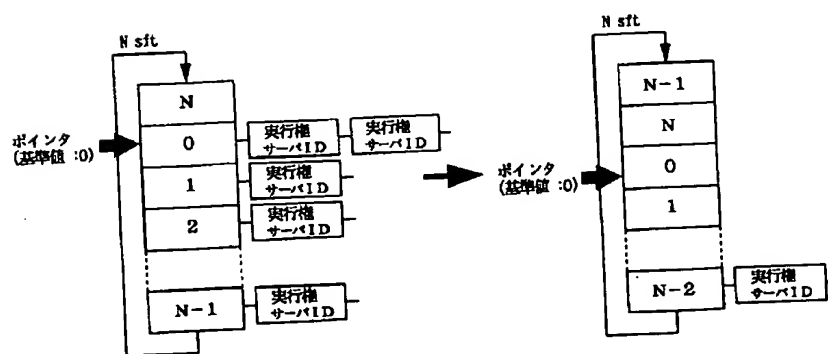 N sft
N
ポインタ
(基準値 :0)
0
実行権
サーバID
実行権
サーバID
1
実行権
サーバID
2
実行権
サーバID
N-1
実行権
サーバID
N sft
N-1
N
ポインタ
(基準値 :0)
0
1
N-2
実行権
サーバID